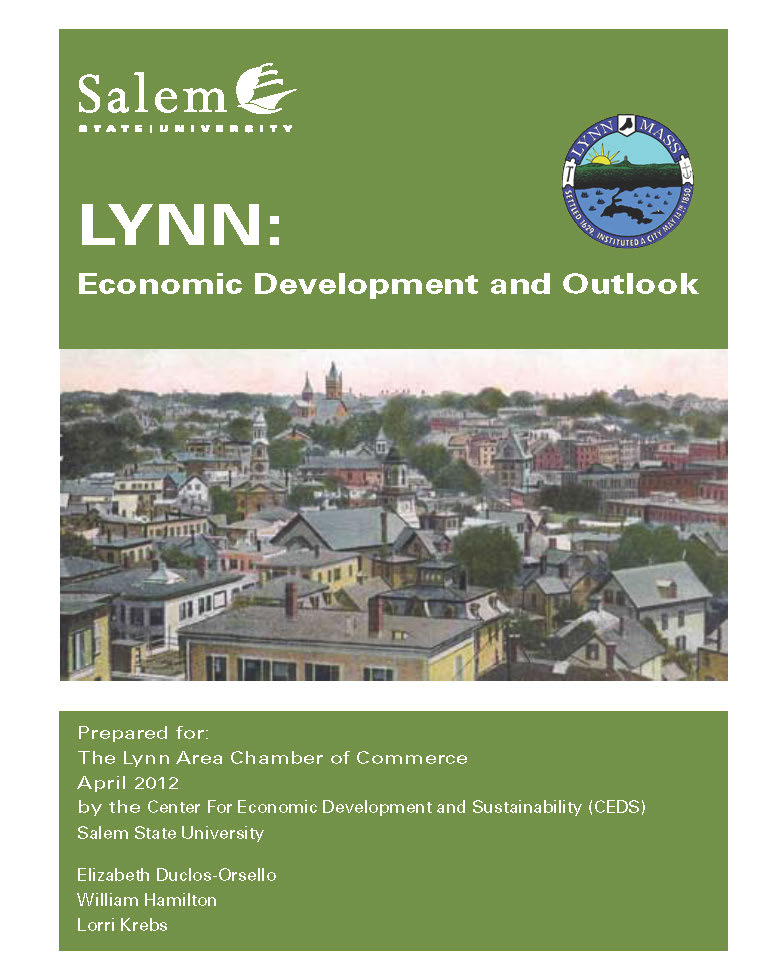 Salem
STATE|UNIVERSITY
LYNN MASS
SETTLED 1629. INSTITUTED A CITY MAY 14TH 1850.
LYNN:
Economic Development and Outlook
Prepared for:
The Lynn Area Chamber of Commerce
April 2012
by the Center For Economic Development and Sustainability (CEDS)
Salem State University
Elizabeth Duclos-Orsello
William Hamilton
Lorri Krebs